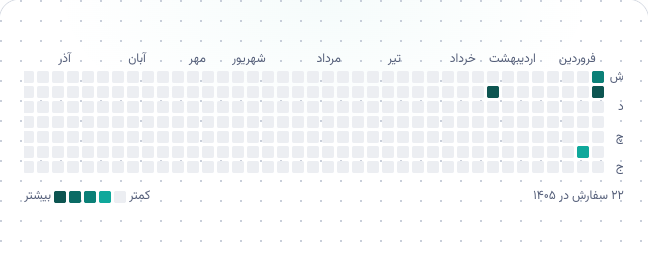 فروردین اردیبهشت خرداد تیر مرداد شهریور مهر آبان آذر
ش
د
چ
ج
۲۲ سفارش در ۱۴۰۵
کمتر بیشتر